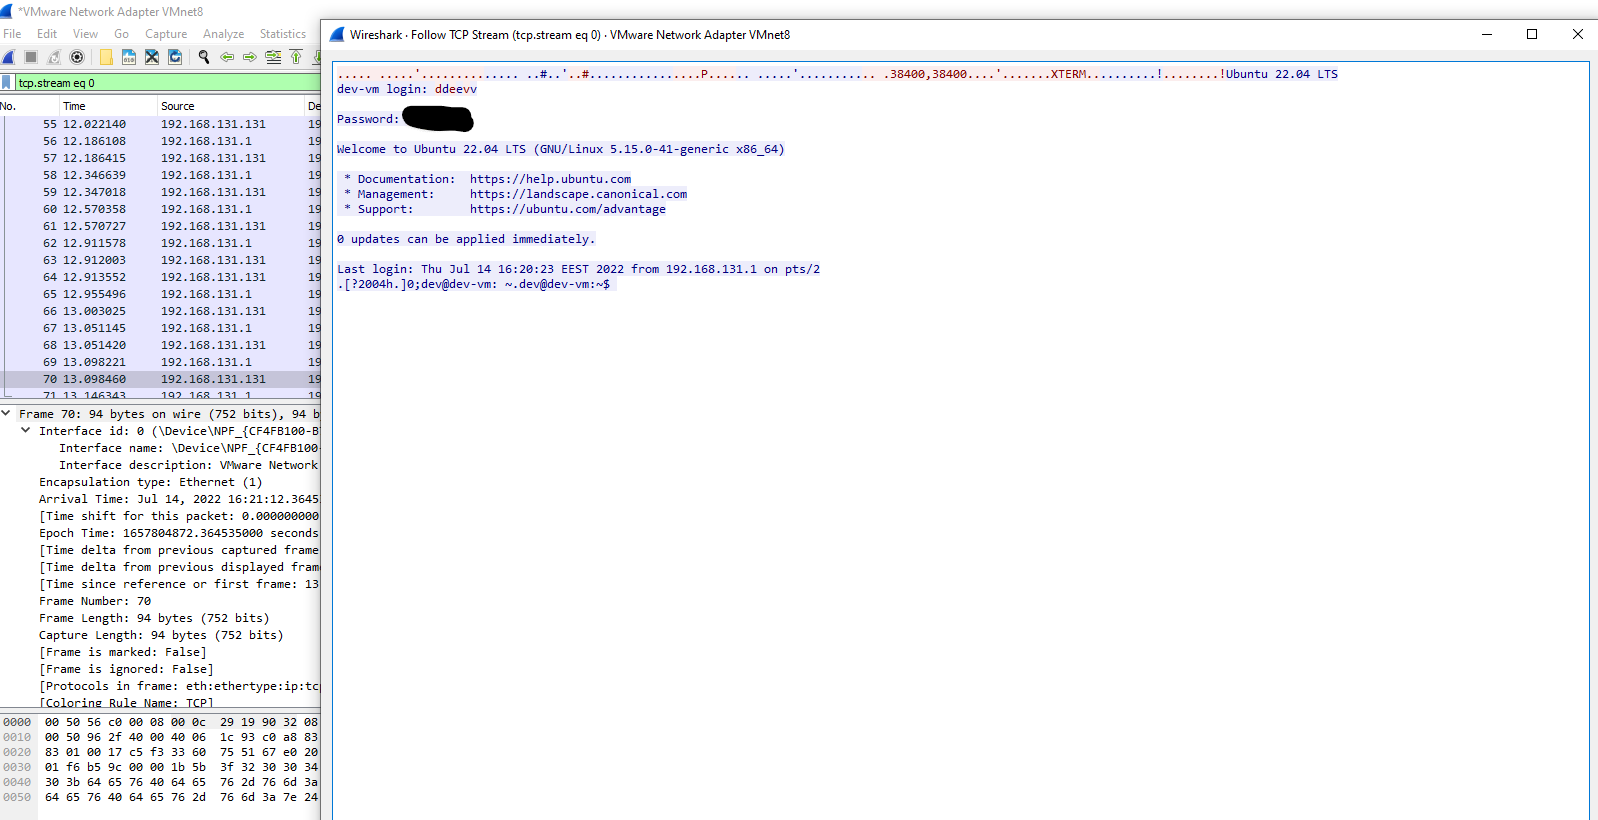 *VMware Network Adapter VMnet8
File Edit View Go Capture Analyze Statistics
tcp.stream eq 0
No. Time Source De
55 12.022140 192.168.131.131 19
56 12.186108 192.168.131.1 19
57 12.186415 192.168.131.131 19
58 12.346639 192.168.131.1 19
59 12.347018 192.168.131.131 19
60 12.570358 192.168.131.1 19
61 12.570727 192.168.131.131 19
62 12.911578 192.168.131.1 19
63 12.912003 192.168.131.131 19
64 12.913552 192.168.131.131 19
65 12.955496 192.168.131.1 19
66 13.003025 192.168.131.131 19
67 13.051145 192.168.131.1 19
68 13.051420 192.168.131.131 19
69 13.098221 192.168.131.1 19
70 13.098460 192.168.131.131 19
71 13.146343 192.168.131.1 19
Frame 70: 94 bytes on wire (752 bits), 94 b
Interface id: 0 (\Device\NPF_{CF4FB100-B
Interface name: \Device\NPF_{CF4FB100
Interface description: VMware Network
Encapsulation type: Ethernet (1)
Arrival Time: Jul 14, 2022 16:21:12.3645
[Time shift for this packet: 0.000000000
Epoch Time: 1657804872.364535000 seconds
[Time delta from previous captured frame
[Time delta from previous displayed fram
[Time since reference or first frame: 13
Frame Number: 70
Frame Length: 94 bytes (752 bits)
Capture Length: 94 bytes (752 bits)
[Frame is marked: False]
[Frame is ignored: False]
[Protocols in frame: eth:ethertype:ip:tcp
[Coloring Rule Name: TCP]
0000 00 50 56 c0 00 08 00 0c 29 19 90 32 08
0010 00 50 96 2f 40 00 40 06 1c 93 c0 a8 83
0020 83 01 00 17 c5 f3 33 60 75 51 67 e0 20
0030 01 f6 b5 9c 00 00 1b 5b 3f 32 30 30 34
0040 30 3b 64 65 76 40 64 65 76 2d 76 6d 3a
0050 64 65 76 40 64 65 76 2d 76 6d 3a 7e 24
Wireshark · Follow TCP Stream (tcp.stream eq 0) · VMware Network Adapter VMnet8
..... .....'.............. ..#..'..#................P...... .....'........... .38400,38400....'.......XTERM..........!........!Ubuntu 22.04 LTS
dev-vm login: ddeevv
Password:
Welcome to Ubuntu 22.04 LTS (GNU/Linux 5.15.0-41-generic x86_64)
* Documentation: https://help.ubuntu.com
* Management: https://landscape.canonical.com
* Support: https://ubuntu.com/advantage
0 updates can be applied immediately.
Last login: Thu Jul 14 16:20:23 EEST 2022 from 192.168.131.1 on pts/2
.[?2004h.]0;dev@dev-vm: ~.dev@dev-vm:~$